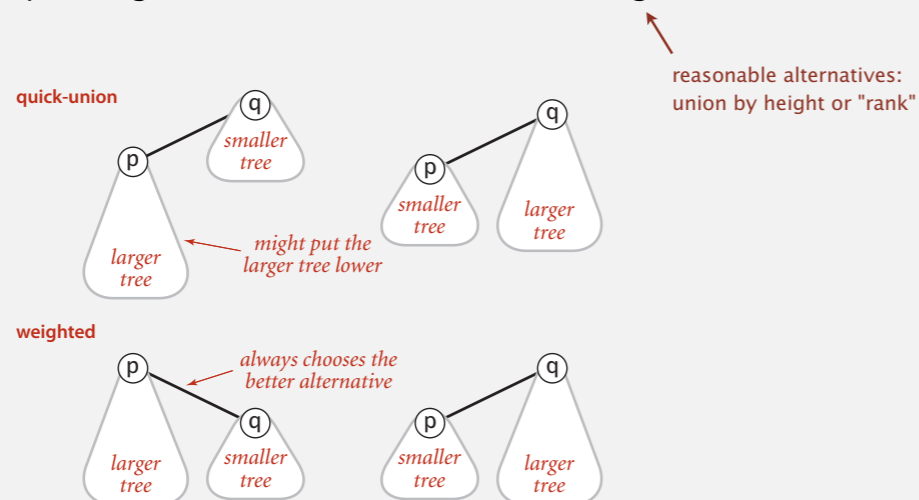 reasonable alternatives:
union by height or "rank"
quick-union
q
smaller
tree
p
larger
tree
might put the
larger tree lower
q
p
smaller
tree
larger
tree
weighted
p
always chooses the
better alternative
q
larger
tree
smaller
tree
q
p
smaller
tree
larger
tree